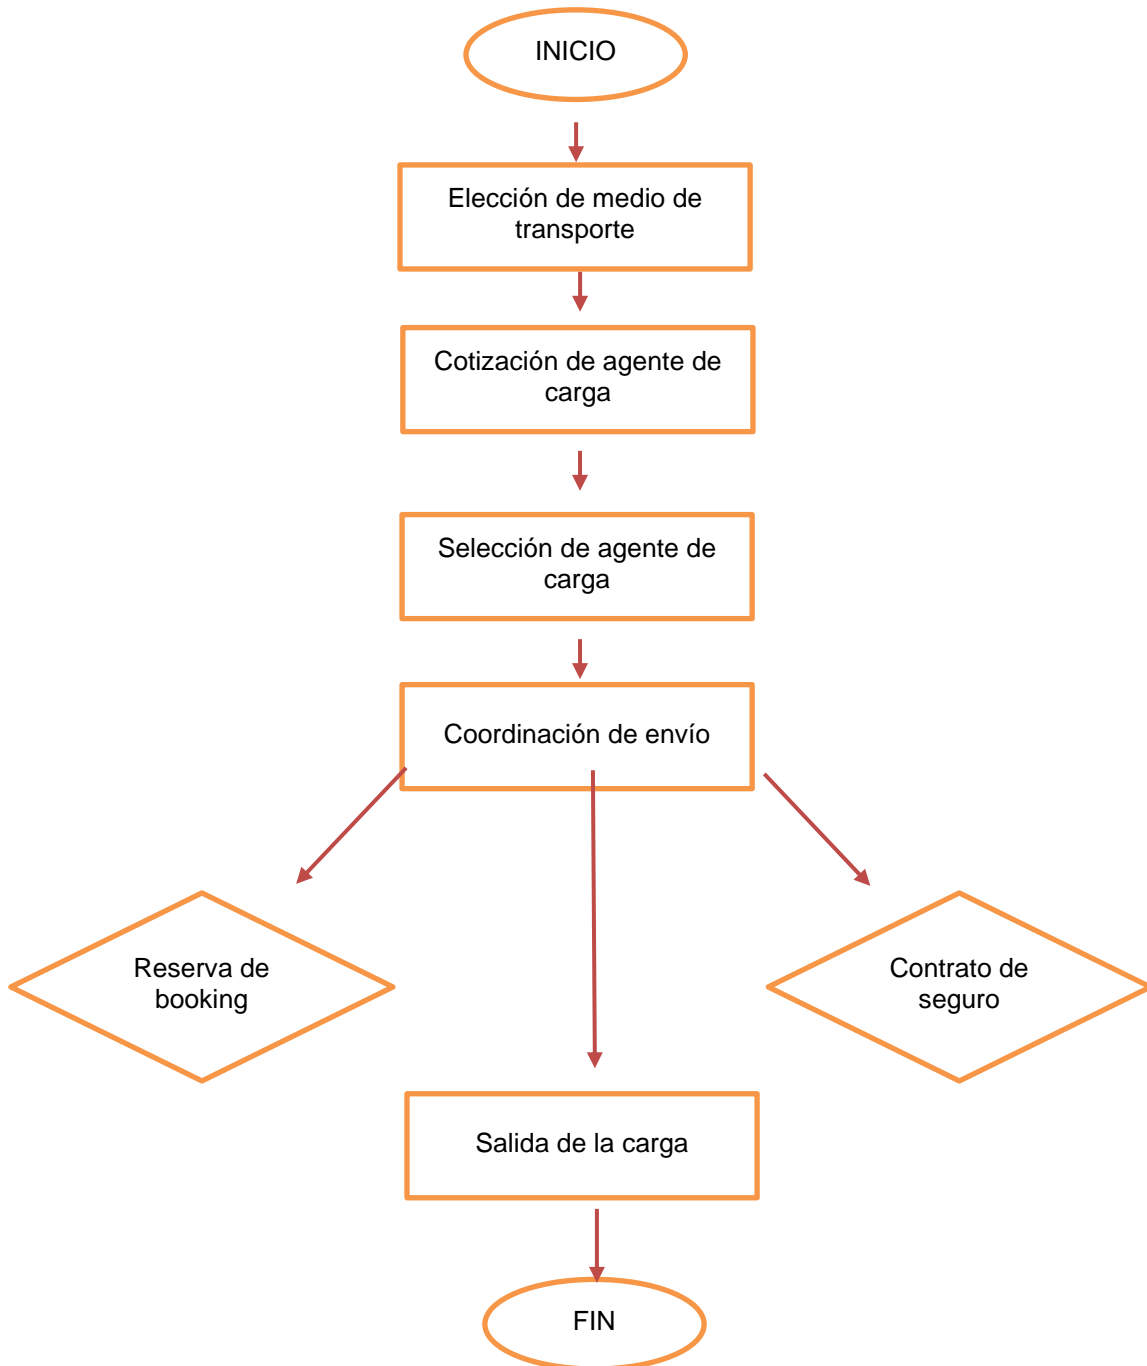 INICIO
Elección de medio de
transporte
Cotización de agente de
carga
Selección de agente de
carga
Coordinación de envío
Reserva de
booking
Contrato de
seguro
Salida de la carga
FIN